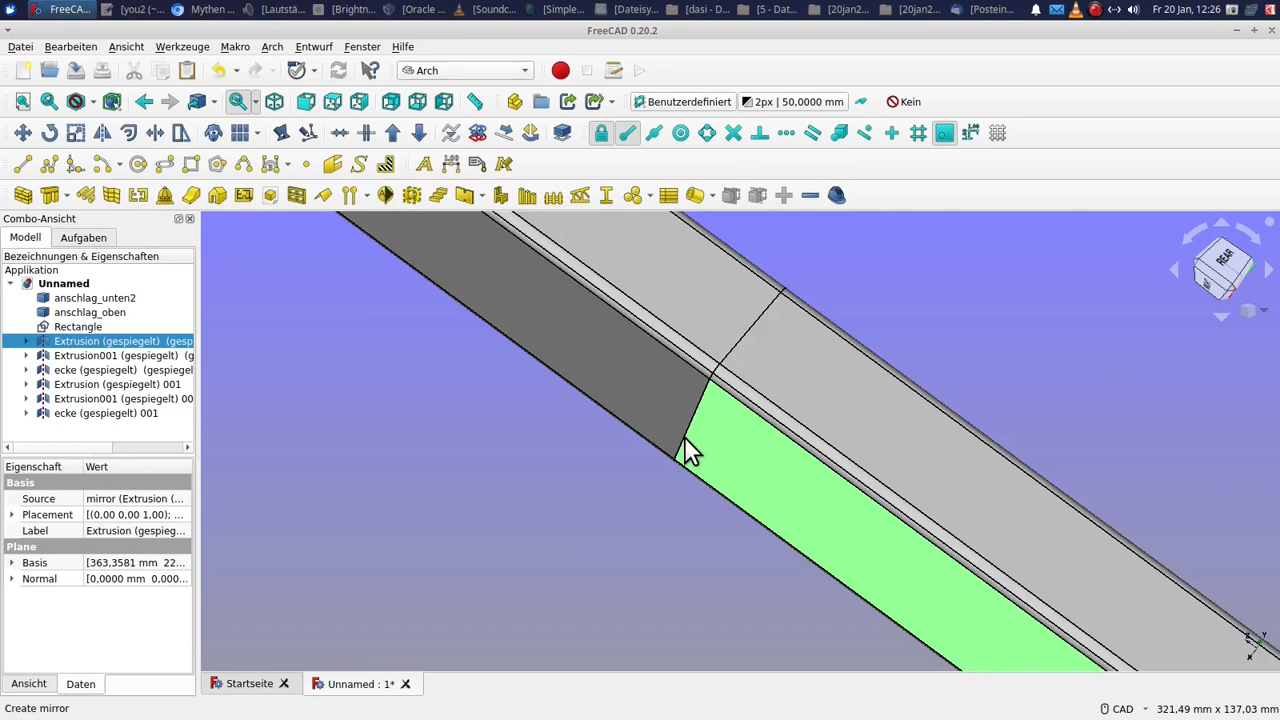 FreeCA...
[you2 (~...
Mythen ...
[Lautstä...
[Brightn...
[Oracle ...
[Soundc...
[Simple...
[Dateisy...
[dasi - D...
[5 - Dat...
[20jan2...
[20jan2...
[Postein...
Fr 20 Jan, 12:26
FreeCAD 0.20.2
Datei Bearbeiten Ansicht Werkzeuge Makro Arch Entwurf Fenster Hilfe
Arch
Benutzerdefiniert
2px | 50,0000 mm
Kein
Combo-Ansicht
Modell Aufgaben
Bezeichnungen & Eigenschaften
Applikation
Unnamed
anschlag_unten2
anschlag_oben
Rectangle
Extrusion (gespiegelt) (gesp
Extrusion001 (gespiegelt) (g
ecke (gespiegelt) (gespiegel
Extrusion (gespiegelt) 001
Extrusion001 (gespiegelt) 00
ecke (gespiegelt) 001
REAR
Eigenschaft Wert
Basis
Source mirror (Extrusion (...
Placement [(0,00 0,00 1,00); ...
Label Extrusion (gespieg...
Plane
Basis [363,3581 mm 22...
Normal [0,0000 mm 0,000...
Z Y
X
Ansicht Daten
Startseite
Unnamed : 1*
Create mirror
CAD
321,49 mm x 137,03 mm